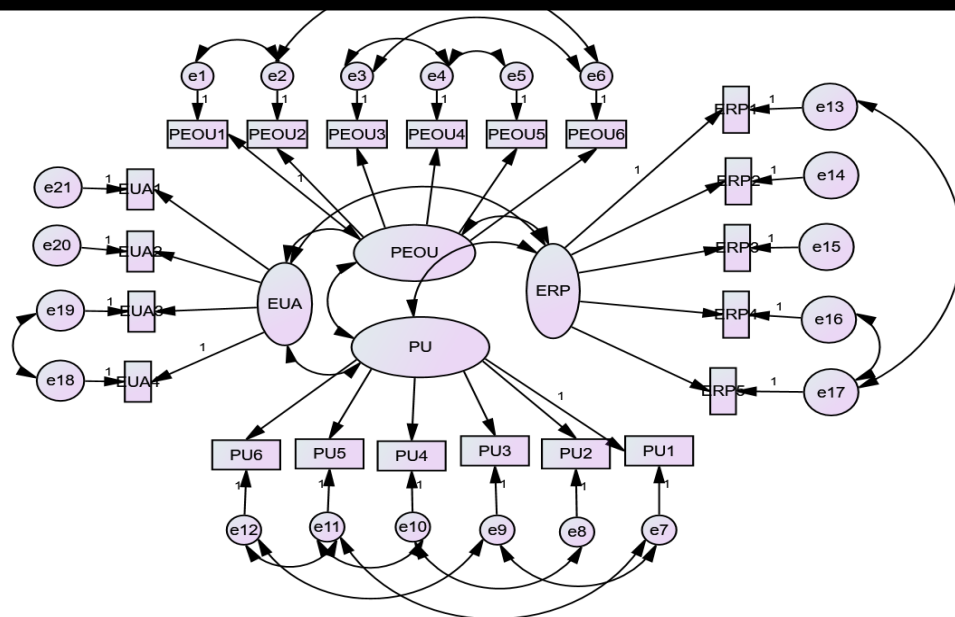 e1 e2 e3 e4 e5 e6
1 1 1 1 1 1
PEOU1 PEOU2 PEOU3 PEOU4 PEOU5 PEOU6
ERP1 1 e13
e21 1 EUA1
1
1
ERP2 1 e14
e20 1 EUA2
PEOU
ERP3 1 e15
e19 1 EUA3
EUA
ERP
ERP4 1 e16
PU
1
e18 1 EUA4
ERP5 1 e17
1
PU6 PU5 PU4 PU3 PU2 PU1
1 1 1 1 1 1
e12 e11 e10 e9 e8 e7